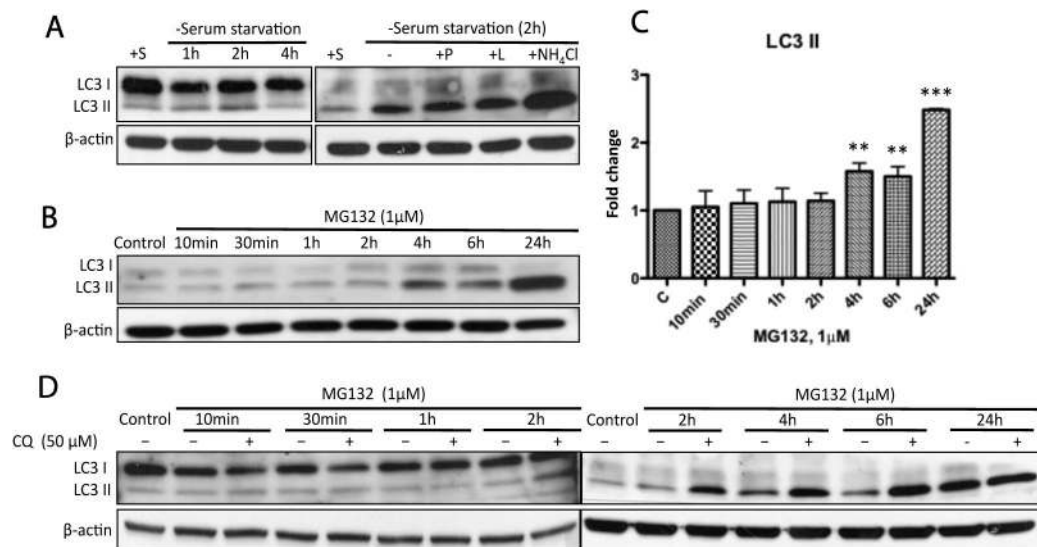 A
-Serum starvation
-Serum starvation (2h)
+S 1h 2h 4h
+S - +P +L +NH₄Cl
LC3 I
LC3 II
β-actin
B
MG132 (1μM)
Control 10min 30min 1h 2h 4h 6h 24h
LC3 I
LC3 II
β-actin
C
LC3 II
Fold change
3
2
1
0
** ** ***
C 10min 30min 1h 2h 4h 6h 24h
MG132, 1μM
D
MG132 (1μM)
MG132 (1μM)
Control 10min 30min 1h 2h
Control 2h 4h 6h 24h
CQ (50 μM) – – + – + – + – +
– – + – + – + – +
LC3 I
LC3 II
β-actin